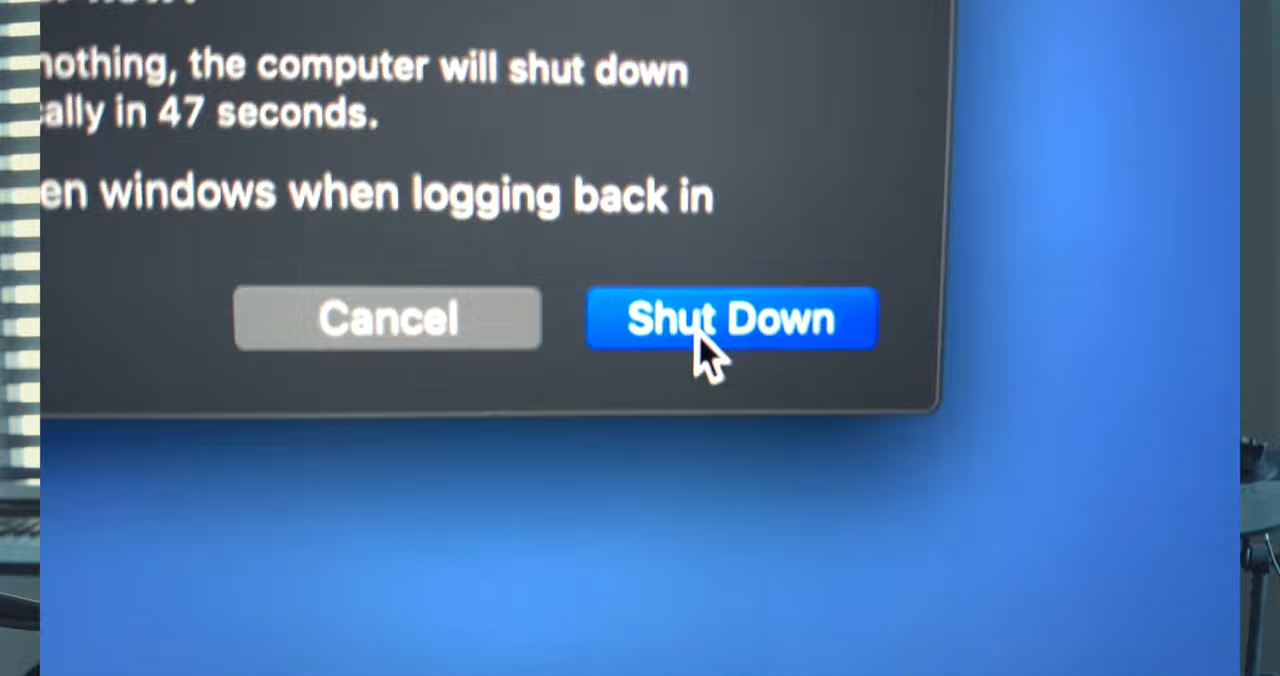 nothing, the computer will shut down
ally in 47 seconds.
en windows when logging back in
Cancel
Shut Down